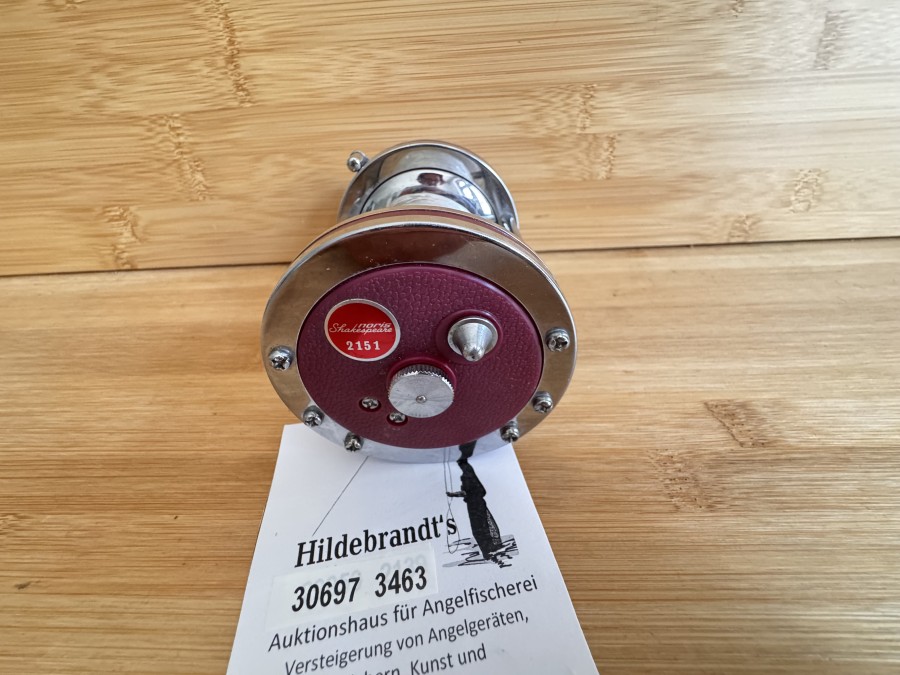 noris
Shakespeare
2151
Hildebrandt's
30697 3463
Auktionshaus für Angelfischerei
Versteigerung von Angelgeräten,
Kunst und